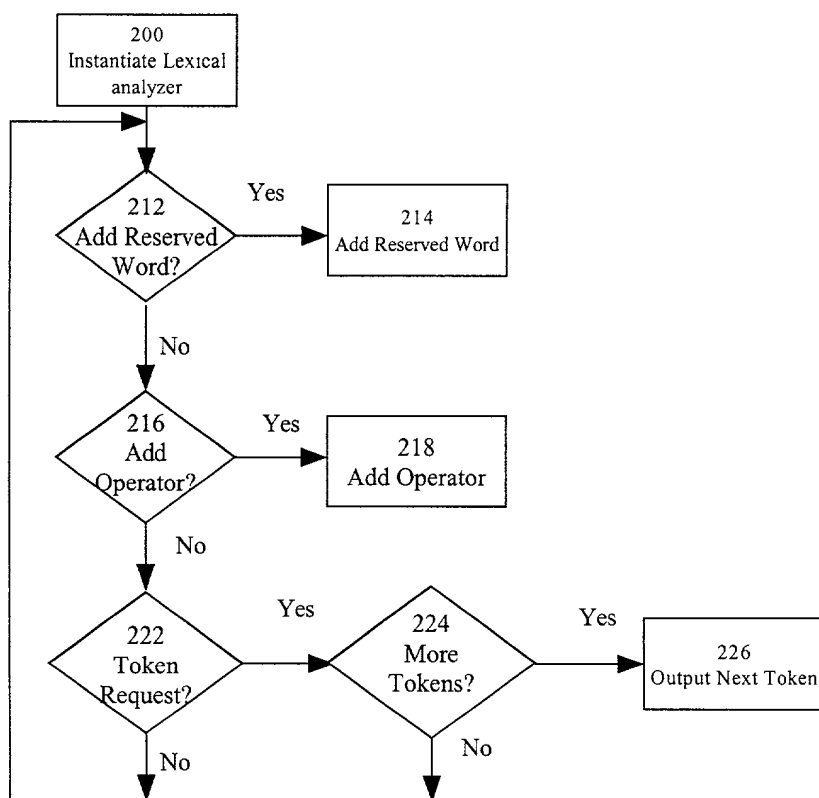 200
Instantiate Lexical
analyzer
212
Add Reserved
Word?
Yes
214
Add Reserved Word
No
216
Add
Operator?
Yes
218
Add Operator
No
222
Token
Request?
Yes
224
More
Tokens?
Yes
226
Output Next Token
No
No